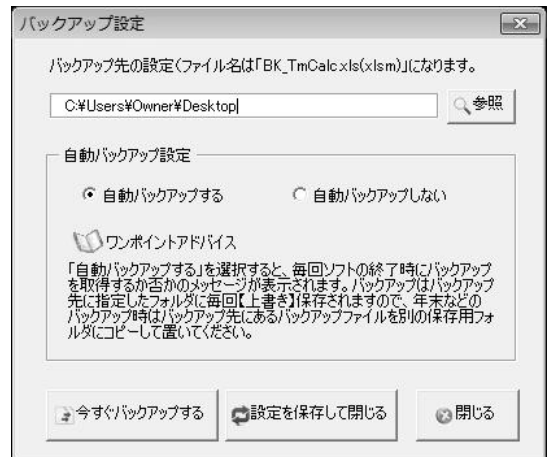 バックアップ設定
バックアップ先の設定(ファイル名は「BK_TmCalc.xls(xlsm)」になります。
C:¥Users¥Owner¥Desktop
参照
自動バックアップ設定
自動バックアップする
自動バックアップしない
ワンポイントアドバイス
「自動バックアップする」を選択すると、毎回ソフトの終了時にバックアップ
を取得するか否かのメッセージが表示されます。バックアップはバックアップ
先に指定したフォルダに毎回【上書き】保存されますので、年末などの
バックアップ時はバックアップ先にあるバックアップファイルを別の保存用フォ
ルダにコピーして置いてください。
今すぐバックアップする
設定を保存して閉じる
閉じる